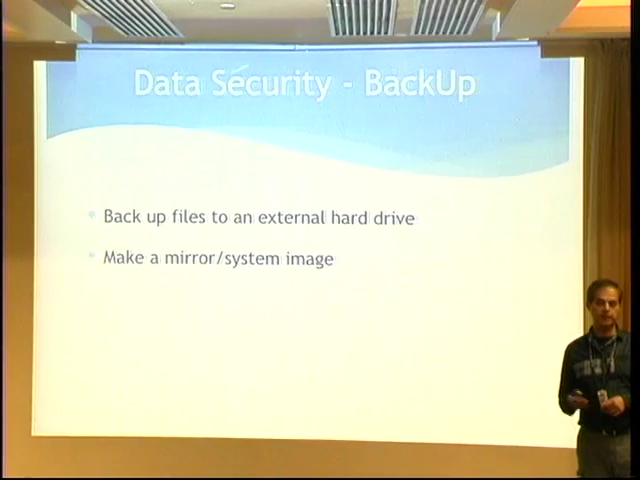 Data Security - BackUp
Back up files to an external hard drive
Make a mirror/system image